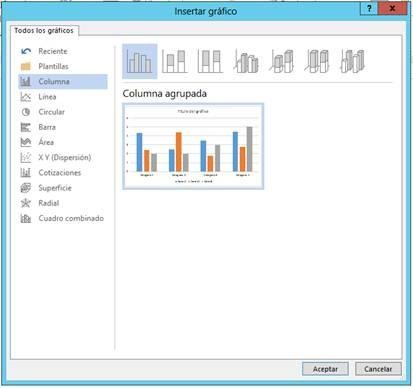 Insertar gráfico
?
Todos los gráficos
Reciente
Plantillas
Columna
Línea
Circular
Barra
Área
X Y (Dispersión)
Cotizaciones
Superficie
Radial
Cuadro combinado
Columna agrupada
Título del gráfico
Aceptar
Cancelar